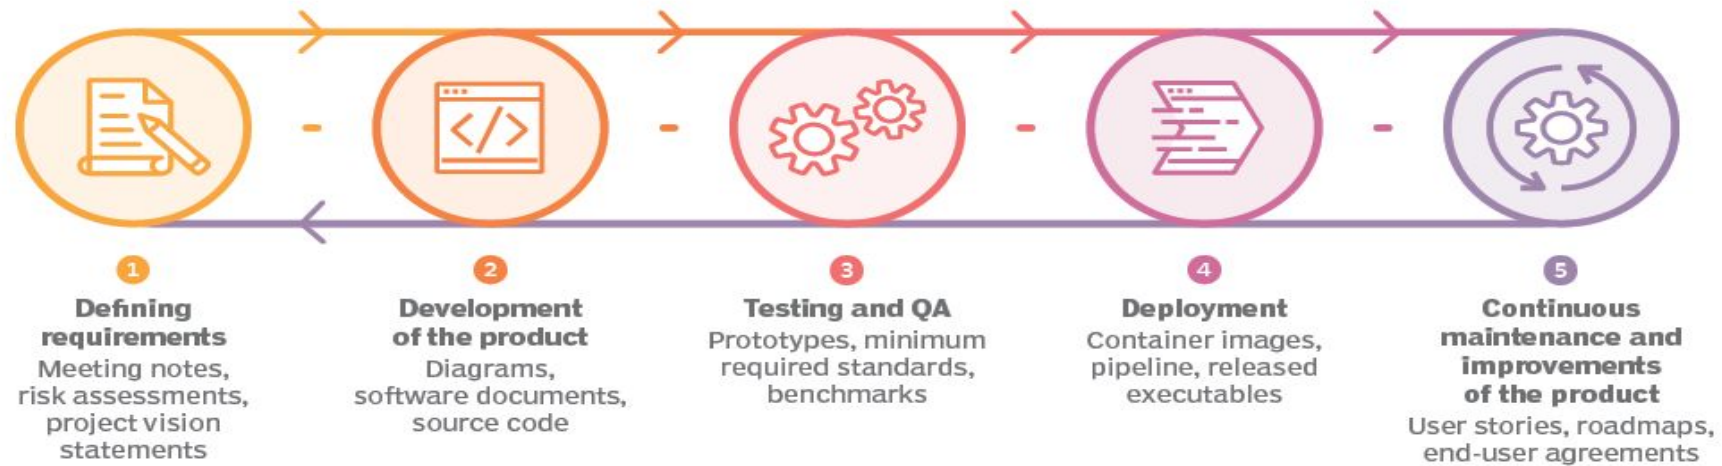 1
Defining
requirements
Meeting notes,
risk assessments,
project vision
statements
2
Development
of the product
Diagrams,
software documents,
source code
3
Testing and QA
Prototypes, minimum
required standards,
benchmarks
4
Deployment
Container images,
pipeline, released
executables
5
Continuous
maintenance and
improvements
of the product
User stories, roadmaps,
end-user agreements